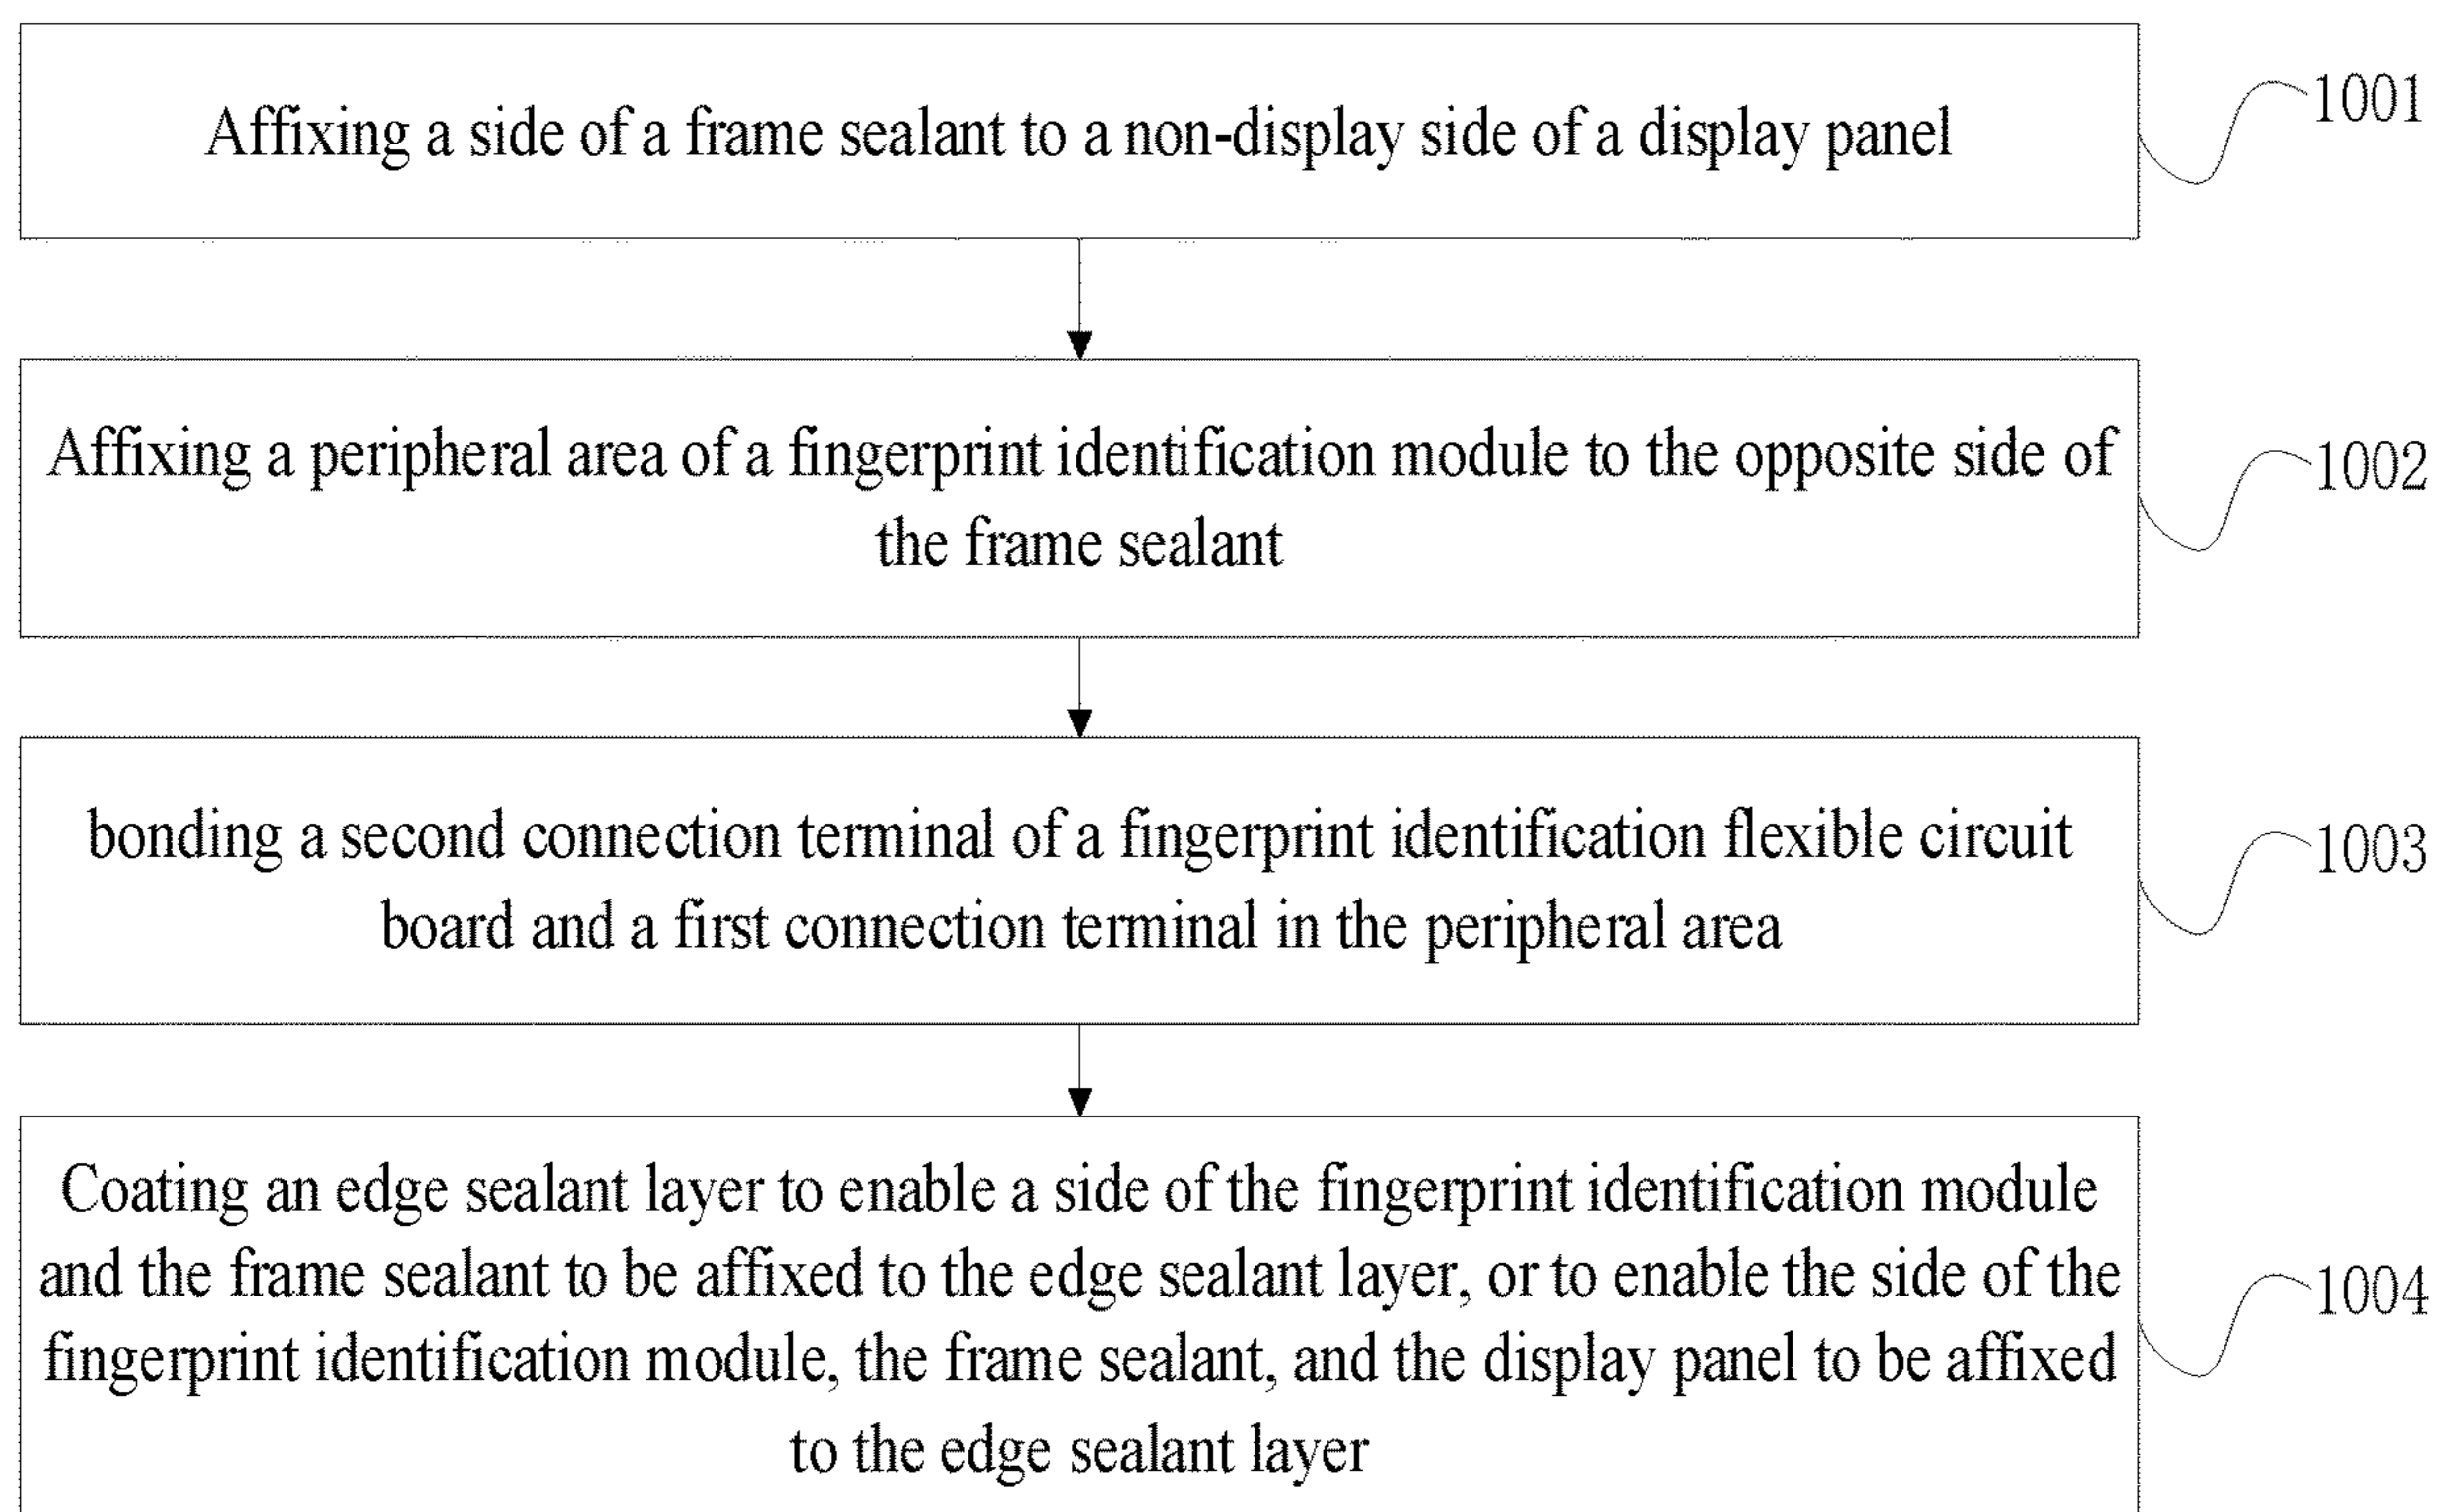 Affixing a side of a frame sealant to a non-display side of a display panel
1001
Affixing a peripheral area of a fingerprint identification module to the opposite side of
the frame sealant
1002
bonding a second connection terminal of a fingerprint identification flexible circuit
board and a first connection terminal in the peripheral area
1003
Coating an edge sealant layer to enable a side of the fingerprint identification module
and the frame sealant to be affixed to the edge sealant layer, or to enable the side of the
fingerprint identification module, the frame sealant, and the display panel to be affixed
to the edge sealant layer
1004